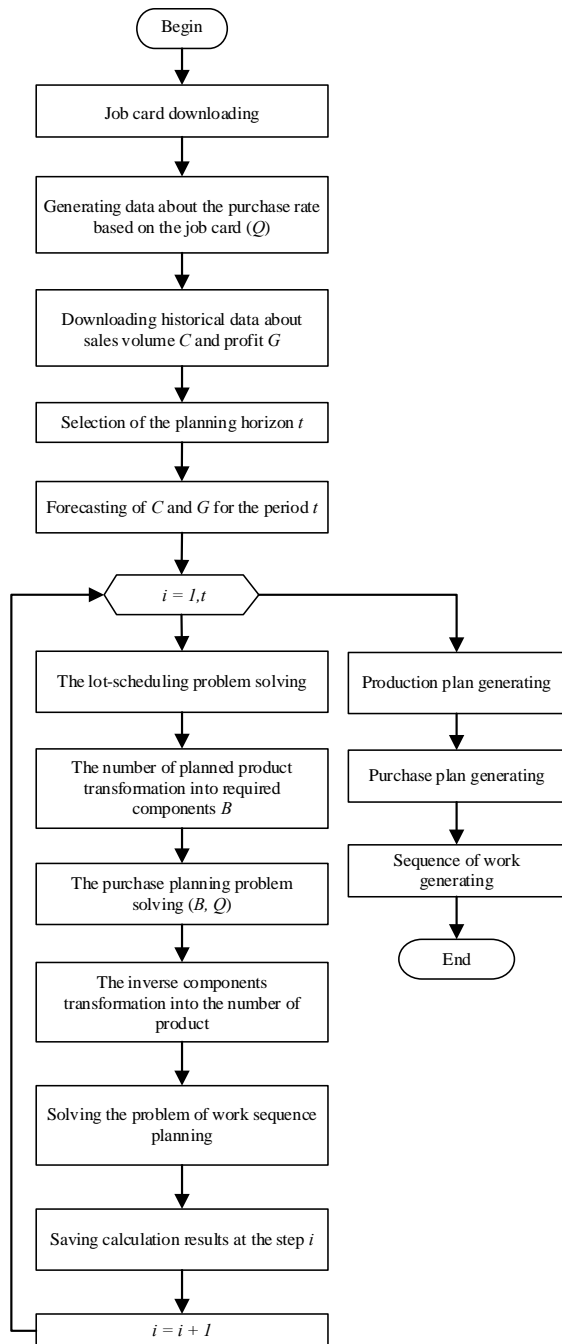 Begin
Job card downloading
Generating data about the purchase rate
based on the job card (Q)
Downloading historical data about
sales volume C and profit G
Selection of the planning horizon t
Forecasting of C and G for the period t
i = 1,t
The lot-scheduling problem solving
The number of planned product
transformation into required
components B
The purchase planning problem
solving (B, Q)
The inverse components
transformation into the number of
product
Solving the problem of work sequence
planning
Saving calculation results at the step i
i = i + 1
Production plan generating
Purchase plan generating
Sequence of work
generating
End